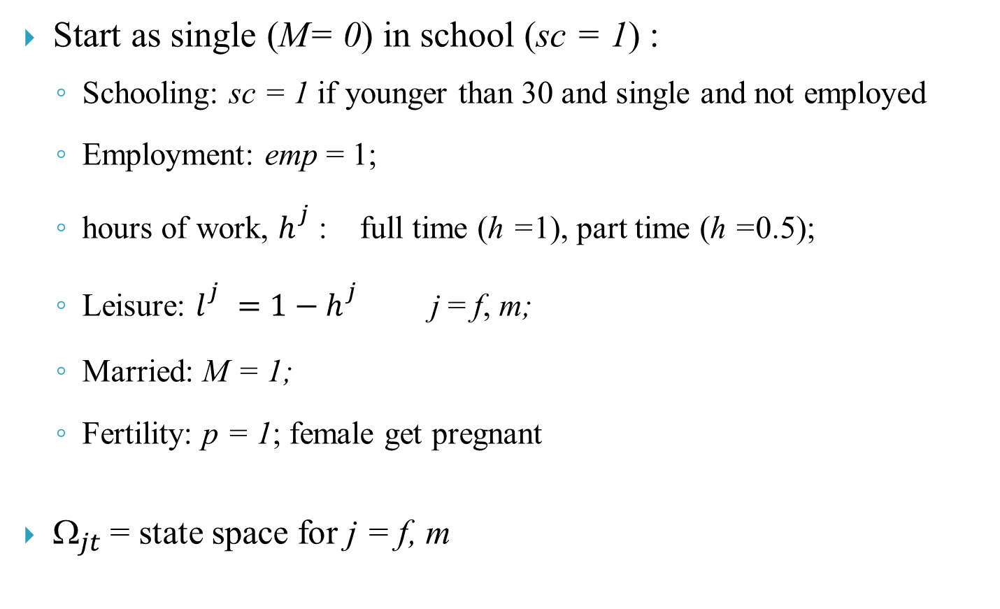 Start as single (M= 0) in school (sc = 1) :
Schooling: sc = 1 if younger than 30 and single and not employed
Employment: emp = 1;
hours of work, h^j : full time (h =1), part time (h =0.5);
Leisure: l^j = 1 − h^j j = f, m;
Married: M = 1;
Fertility: p = 1; female get pregnant
Ω_jt = state space for j = f, m